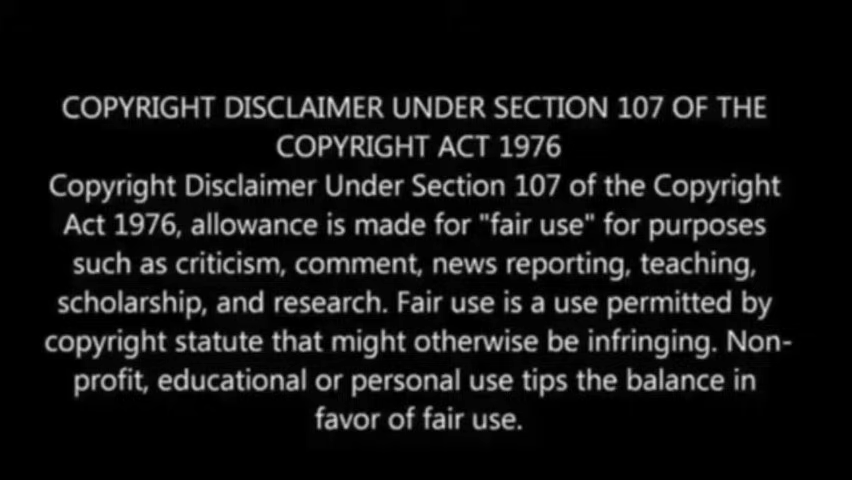 COPYRIGHT DISCLAIMER UNDER SECTION 107 OF THE
COPYRIGHT ACT 1976
Copyright Disclaimer Under Section 107 of the Copyright
Act 1976, allowance is made for "fair use" for purposes
such as criticism, comment, news reporting, teaching,
scholarship, and research. Fair use is a use permitted by
copyright statute that might otherwise be infringing. Non-
profit, educational or personal use tips the balance in
favor of fair use.